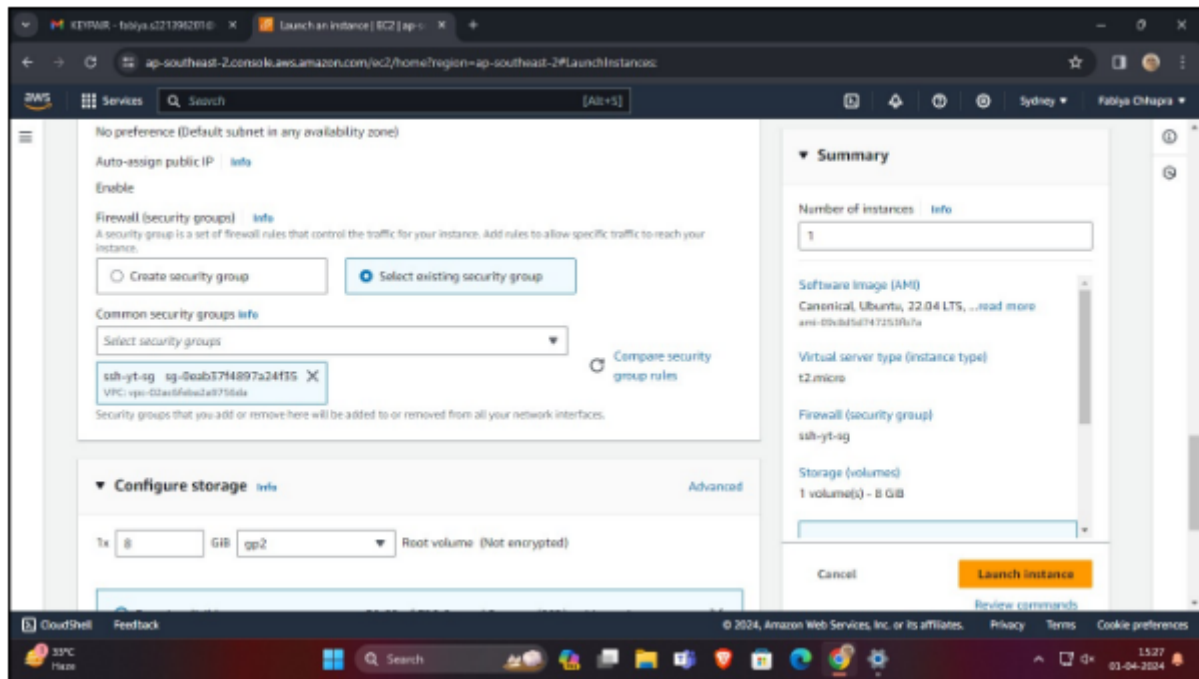 KEYPAIR - fabiya.s2213962010
Launch an instance | EC2 | ap-s
ap-southeast-2.console.aws.amazon.com/ec2/home?region=ap-southeast-2#LaunchInstances:
aws
Services
Search
[Alt+S]
Sydney
Fabiya Chhapra
No preference (Default subnet in any availability zone)
Auto-assign public IP Info
Enable
Firewall (security groups) Info
A security group is a set of firewall rules that control the traffic for your instance. Add rules to allow specific traffic to reach your
instance.
Create security group
Select existing security group
Common security groups Info
Select security groups
Compare security
group rules
ssh-yt-sg sg-0eab37f4897a24f35
VPC:
Security groups that you add or remove here will be added to or removed from all your network interfaces.
Configure storage Info
Advanced
1x 8 GiB gp2 Root volume (Not encrypted)
Summary
Number of instances Info
1
Software Image (AMI)
Canonical, Ubuntu, 22.04 LTS, ...read more
Virtual server type (instance type)
t2.micro
Firewall (security group)
ssh-yt-sg
Storage (volumes)
1 volume(s) - 8 GiB
Cancel
Launch instance
Review commands
CloudShell
Feedback
© 2024, Amazon Web Services, Inc. or its affiliates.
Privacy
Terms
Cookie preferences
33°C
Haze
Search
15:27
01-04-2024